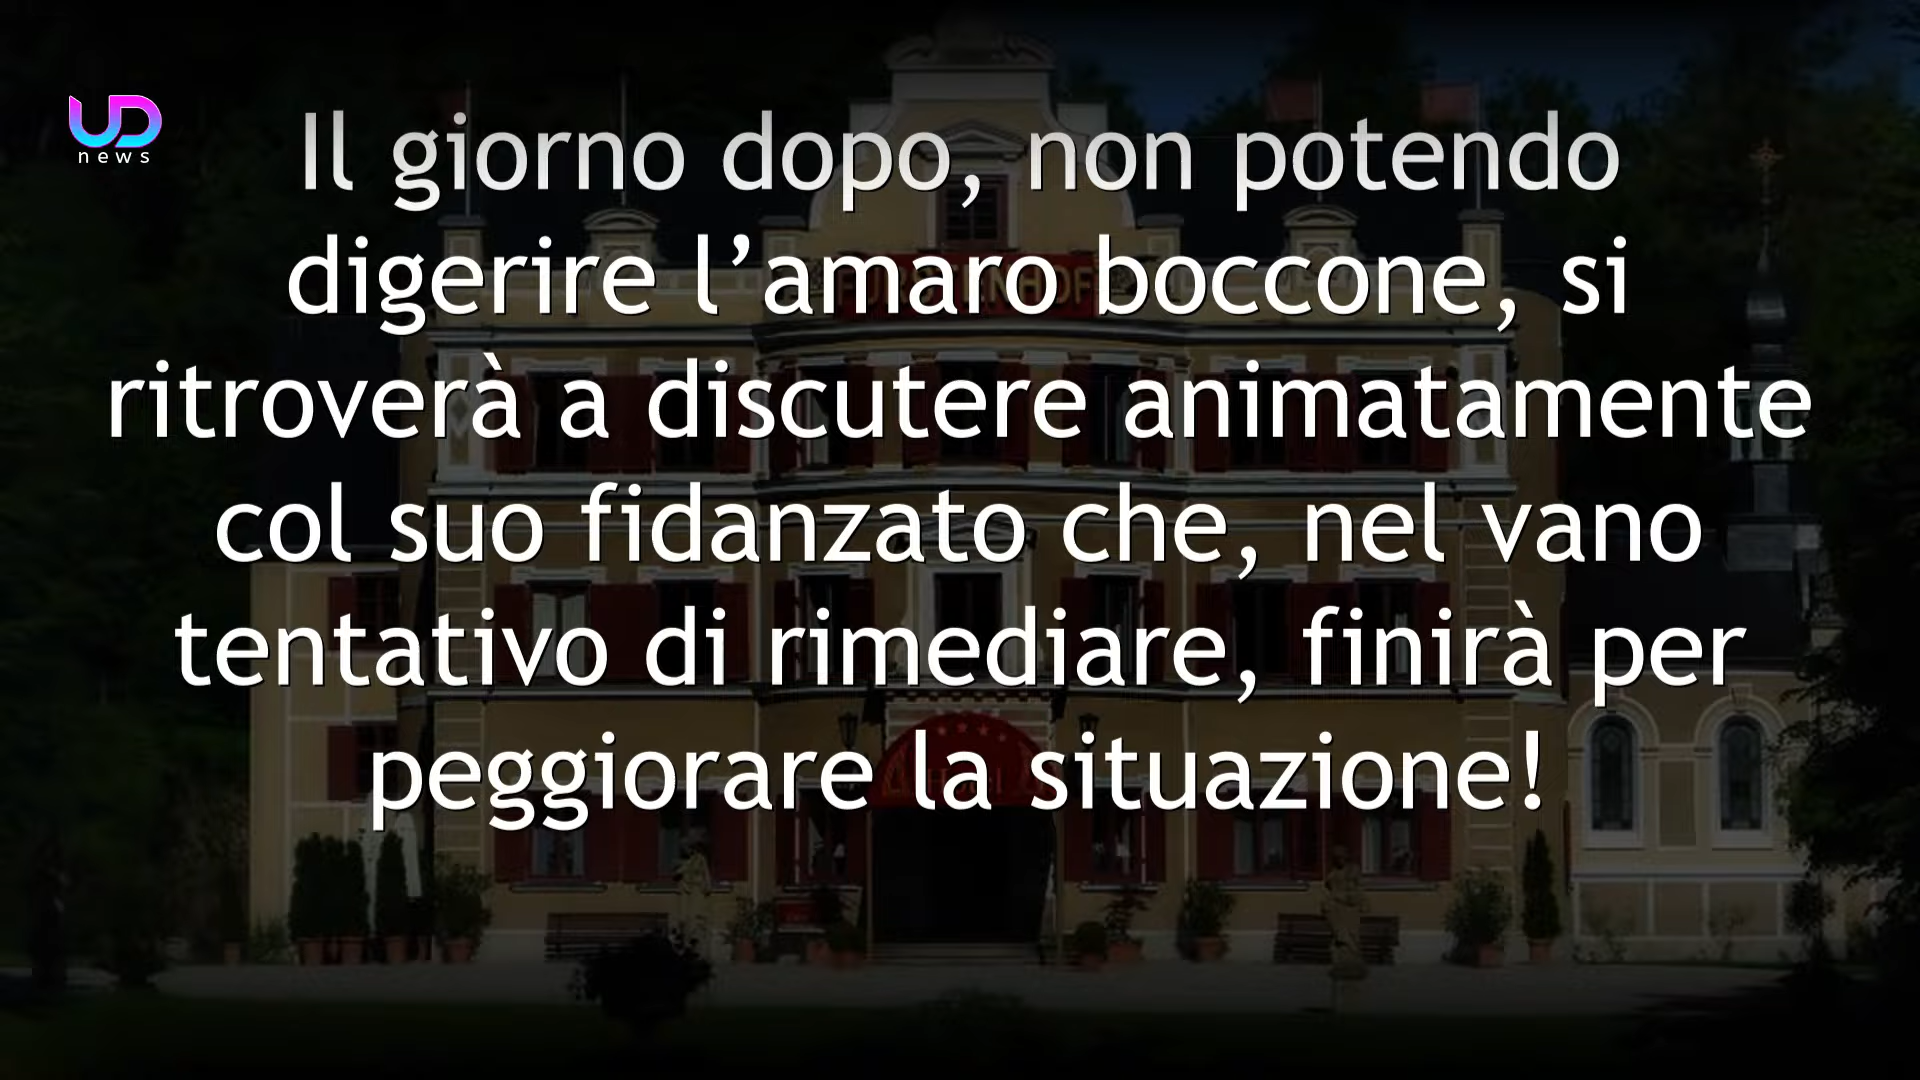 UD
news
Il giorno dopo, non potendo
digerire l’amaro boccone, si
ritroverà a discutere animatamente
col suo fidanzato che, nel vano
tentativo di rimediare, finirà per
peggiorare la situazione!